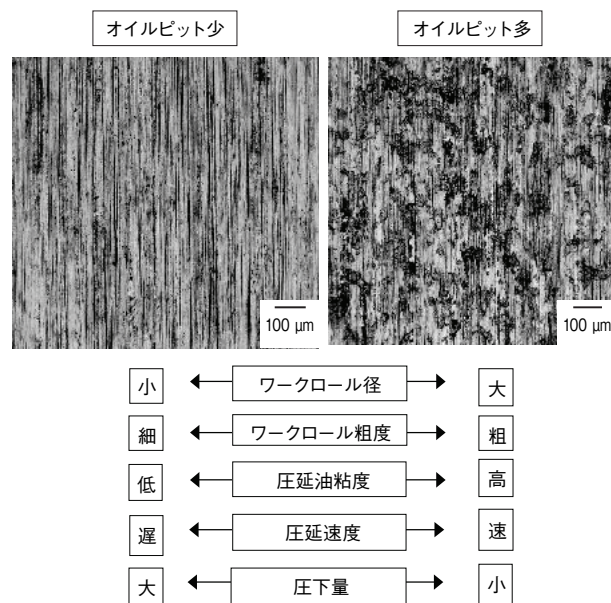 オイルピット少 オイルピット多
100 μm 100 μm
小 ワークロール径 大
細 ワークロール粗度 粗
低 圧延油粘度 高
遅 圧延速度 速
大 圧下量 小